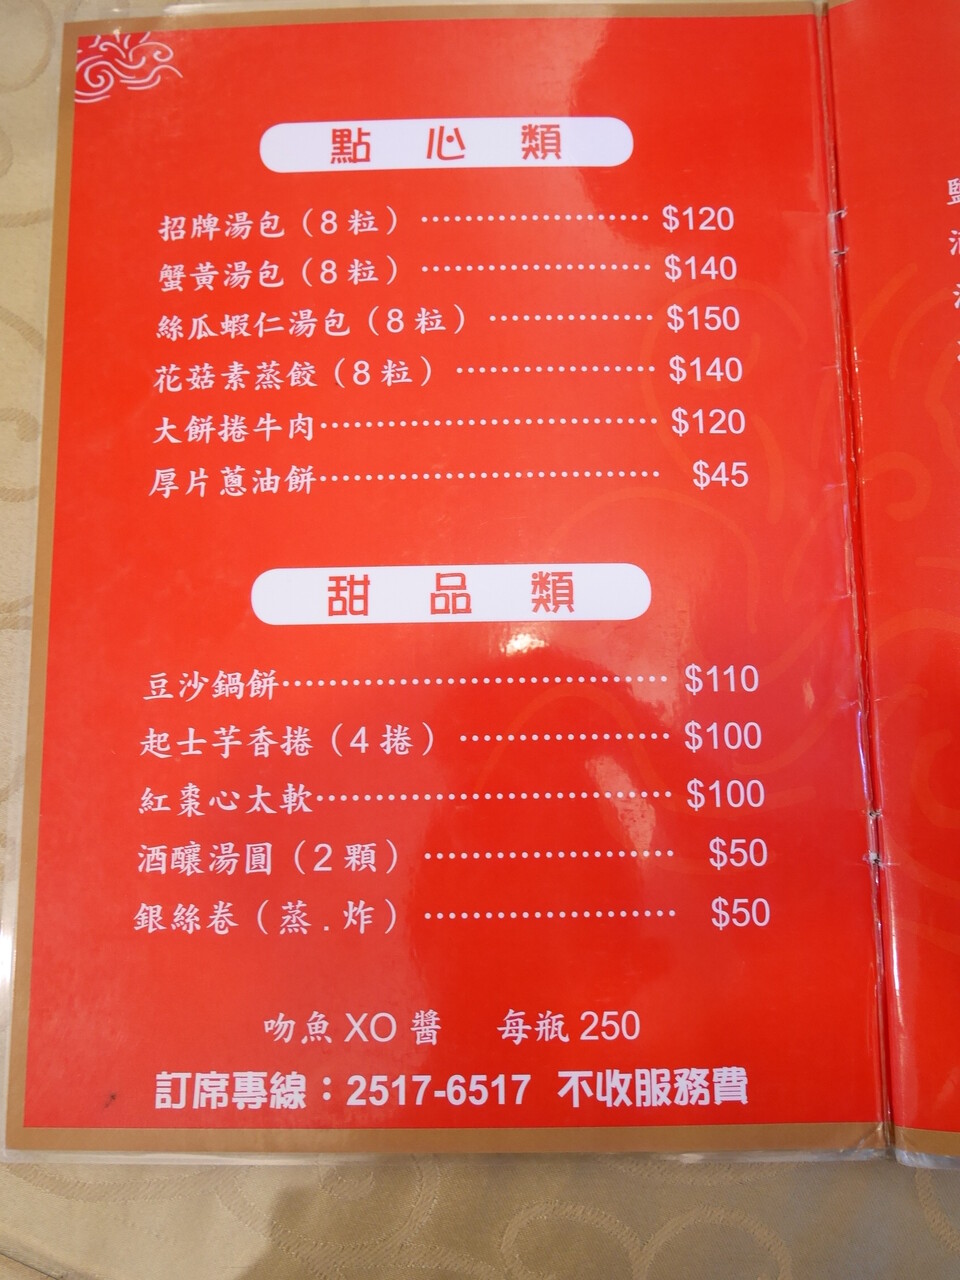 點心類
招牌湯包（8粒）⋯⋯⋯⋯⋯⋯⋯ $120
蟹黃湯包（8粒）⋯⋯⋯⋯⋯⋯⋯ $140
絲瓜蝦仁湯包（8粒）⋯⋯⋯⋯⋯ $150
花菇素蒸餃（8粒）⋯⋯⋯⋯⋯⋯ $140
大餅捲牛肉⋯⋯⋯⋯⋯⋯⋯⋯⋯⋯ $120
厚片蔥油餅⋯⋯⋯⋯⋯⋯⋯⋯⋯⋯ $45
甜品類
豆沙鍋餅⋯⋯⋯⋯⋯⋯⋯⋯⋯⋯⋯ $110
起士芋香捲（4捲）⋯⋯⋯⋯⋯⋯ $100
紅棗心太軟⋯⋯⋯⋯⋯⋯⋯⋯⋯⋯ $100
酒釀湯圓（2顆）⋯⋯⋯⋯⋯⋯⋯ $50
銀絲卷（蒸.炸）⋯⋯⋯⋯⋯⋯⋯ $50
吻魚XO醬 每瓶250
訂席專線：2517-6517 不收服務費